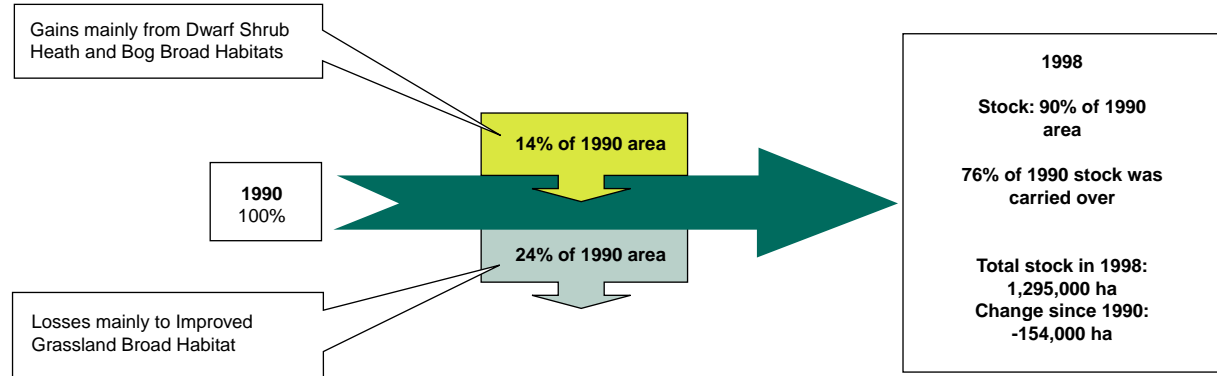 Gains mainly from Dwarf Shrub
Heath and Bog Broad Habitats
14% of 1990 area
1990
100%
24% of 1990 area
Losses mainly to Improved
Grassland Broad Habitat
1998
Stock: 90% of 1990
area
76% of 1990 stock was
carried over
Total stock in 1998:
1,295,000 ha
Change since 1990:
-154,000 ha